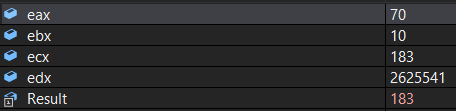 eax 70
ebx 10
ecx 183
edx 2625541
Result 183